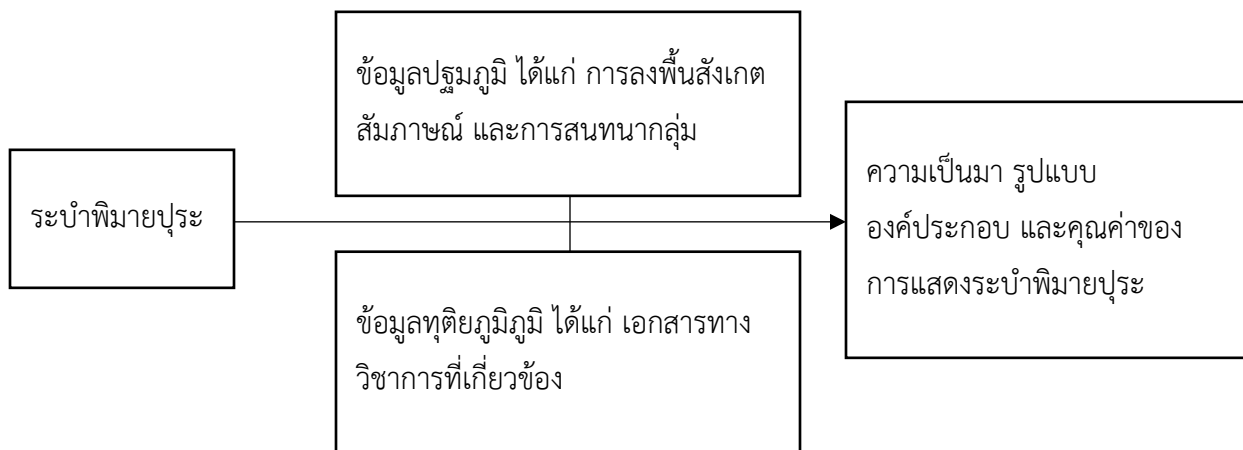 ระบำพิมายปุระ
ข้อมูลปฐมภูมิ ได้แก่ การลงพื้นสังเกต
สัมภาษณ์ และการสนทนากลุ่ม
ข้อมูลทุติยภูมิภูมิ ได้แก่ เอกสารทาง
วิชาการที่เกี่ยวข้อง
ความเป็นมา รูปแบบ
องค์ประกอบ และคุณค่าของ
การแสดงระบำพิมายปุระ